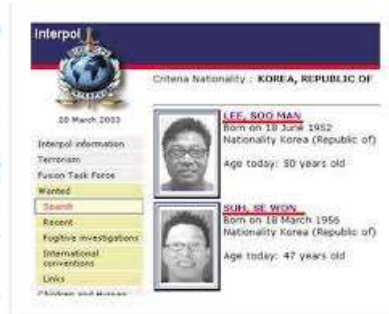 Interpol
Criteria Nationality : KOREA, REPUBLIC OF
20 March 2003
Interpol information
Terrorism
Fusion Task Force
Wanted
Search
Recent
Fugitive investigations
International
conventions
Links
Children and Human
LEE, SOO MAN
Born on 18 June 1952
Nationality Korea (Republic of)
Age today: 50 years old
SUH, SE WON
Born on 18 March 1956
Nationality Korea (Republic of)
Age today: 47 years old